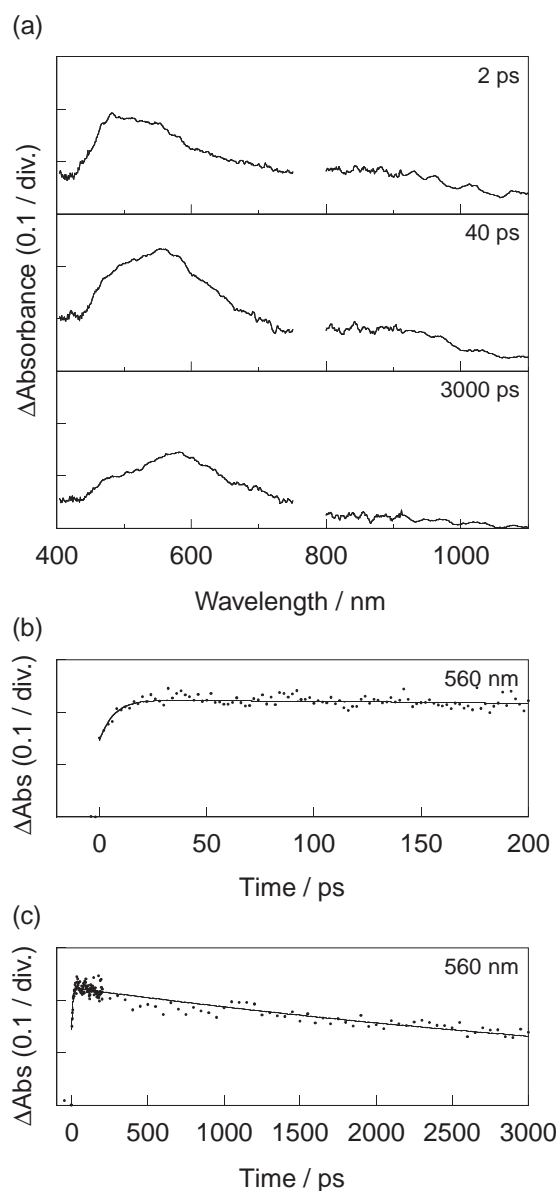 (a)
2 ps
40 ps
3000 ps
ΔAbsorbance (0.1 / div.)
400 600 800 1000
Wavelength / nm
(b)
560 nm
ΔAbs (0.1 / div.)
0 50 100 150 200
Time / ps
(c)
560 nm
ΔAbs (0.1 / div.)
0 500 1000 1500 2000 2500 3000
Time / ps